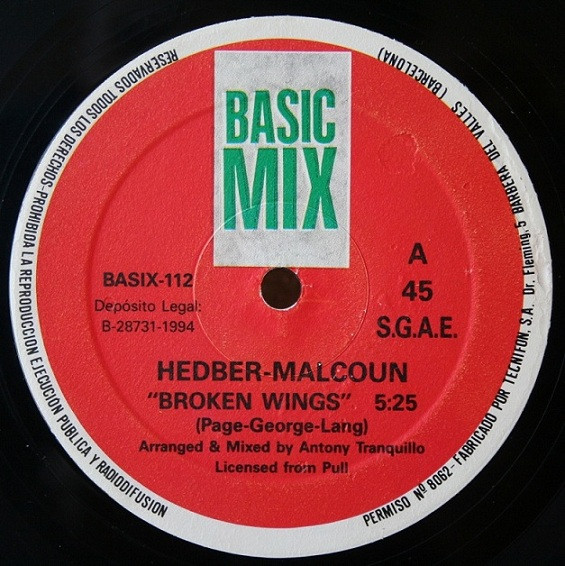 RESERVADOS TODOS LOS DERECHOS-PROHIBIDA LA REPRODUCCION EJECUCION PUBLICA Y RADIODIFUSION
PERMISO Nº 8062-FABRICADO POR TECNIFON, S.A. Dr. Fleming, 5 BARBERA DEL VALLES (BARCELONA)
BASIC
MIX
BASIX-112
Depósito Legal:
B-28731-1994
A
45
S.G.A.E.
HEDBER-MALCOUN
"BROKEN WINGS" 5:25
(Page-George-Lang)
Arranged & Mixed by Antony Tranquillo
Licensed from Pull